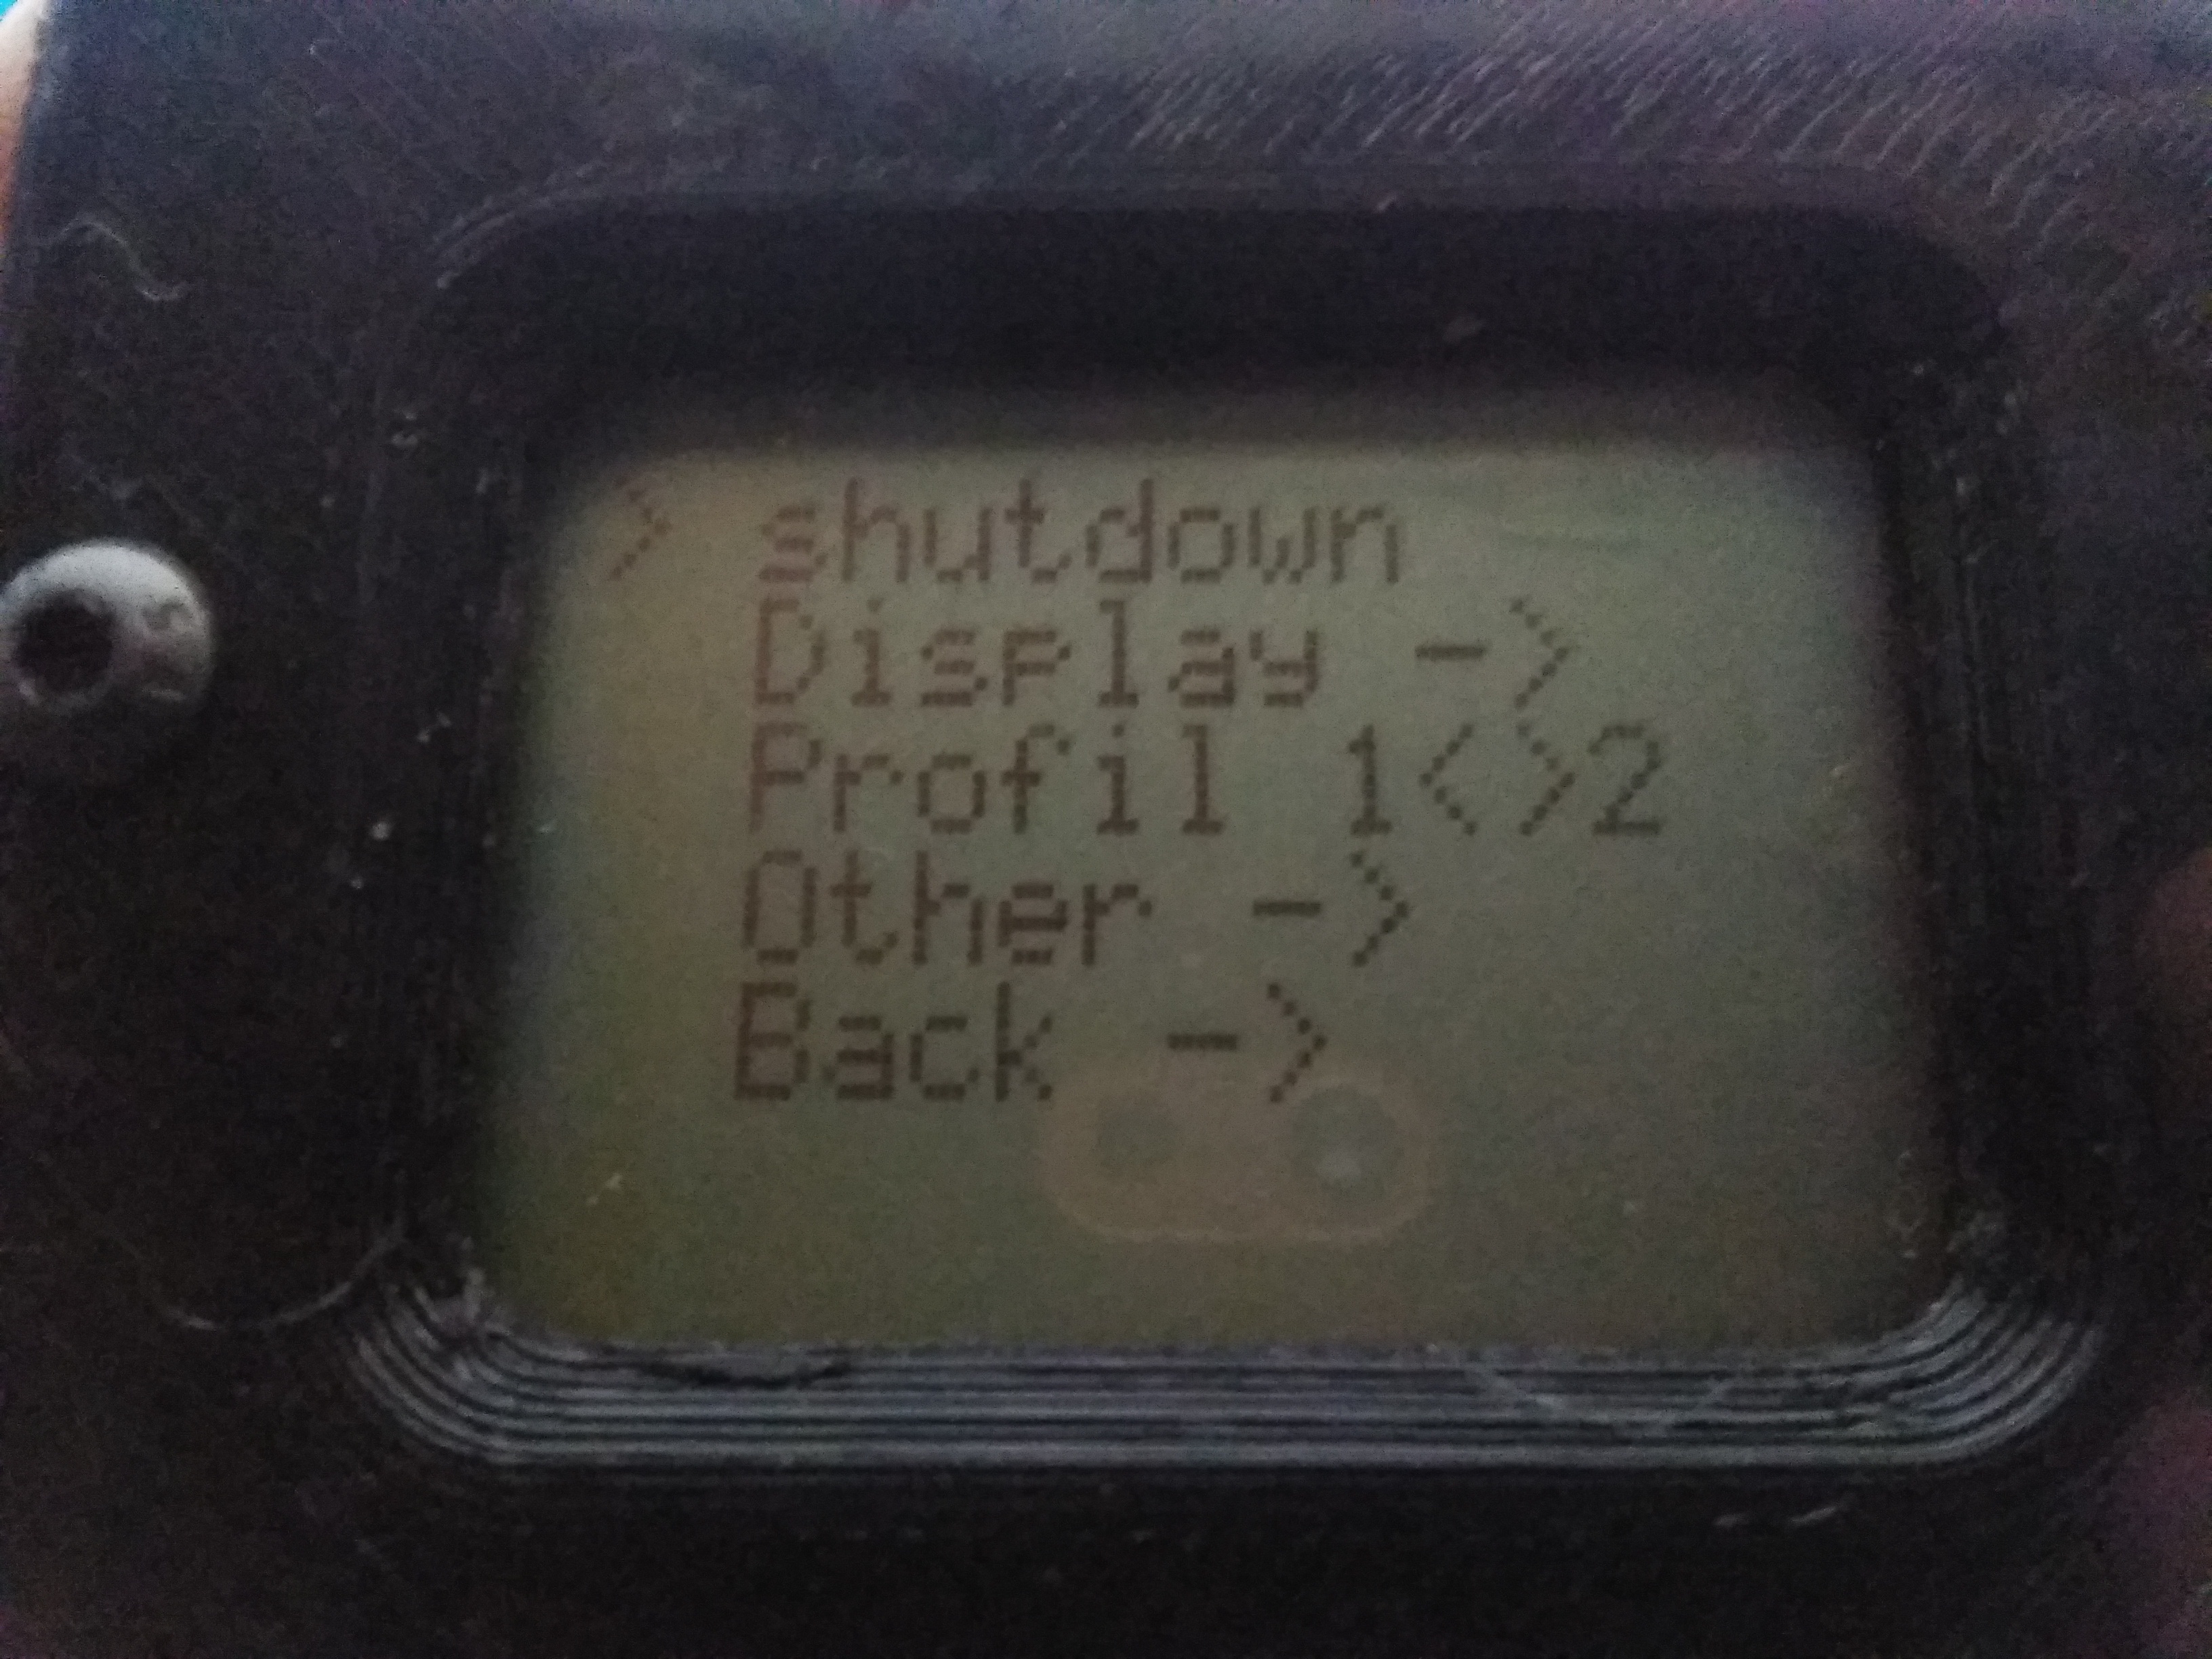 > shutdown
Display ->
Profil 1<>2
Other ->
Back ->